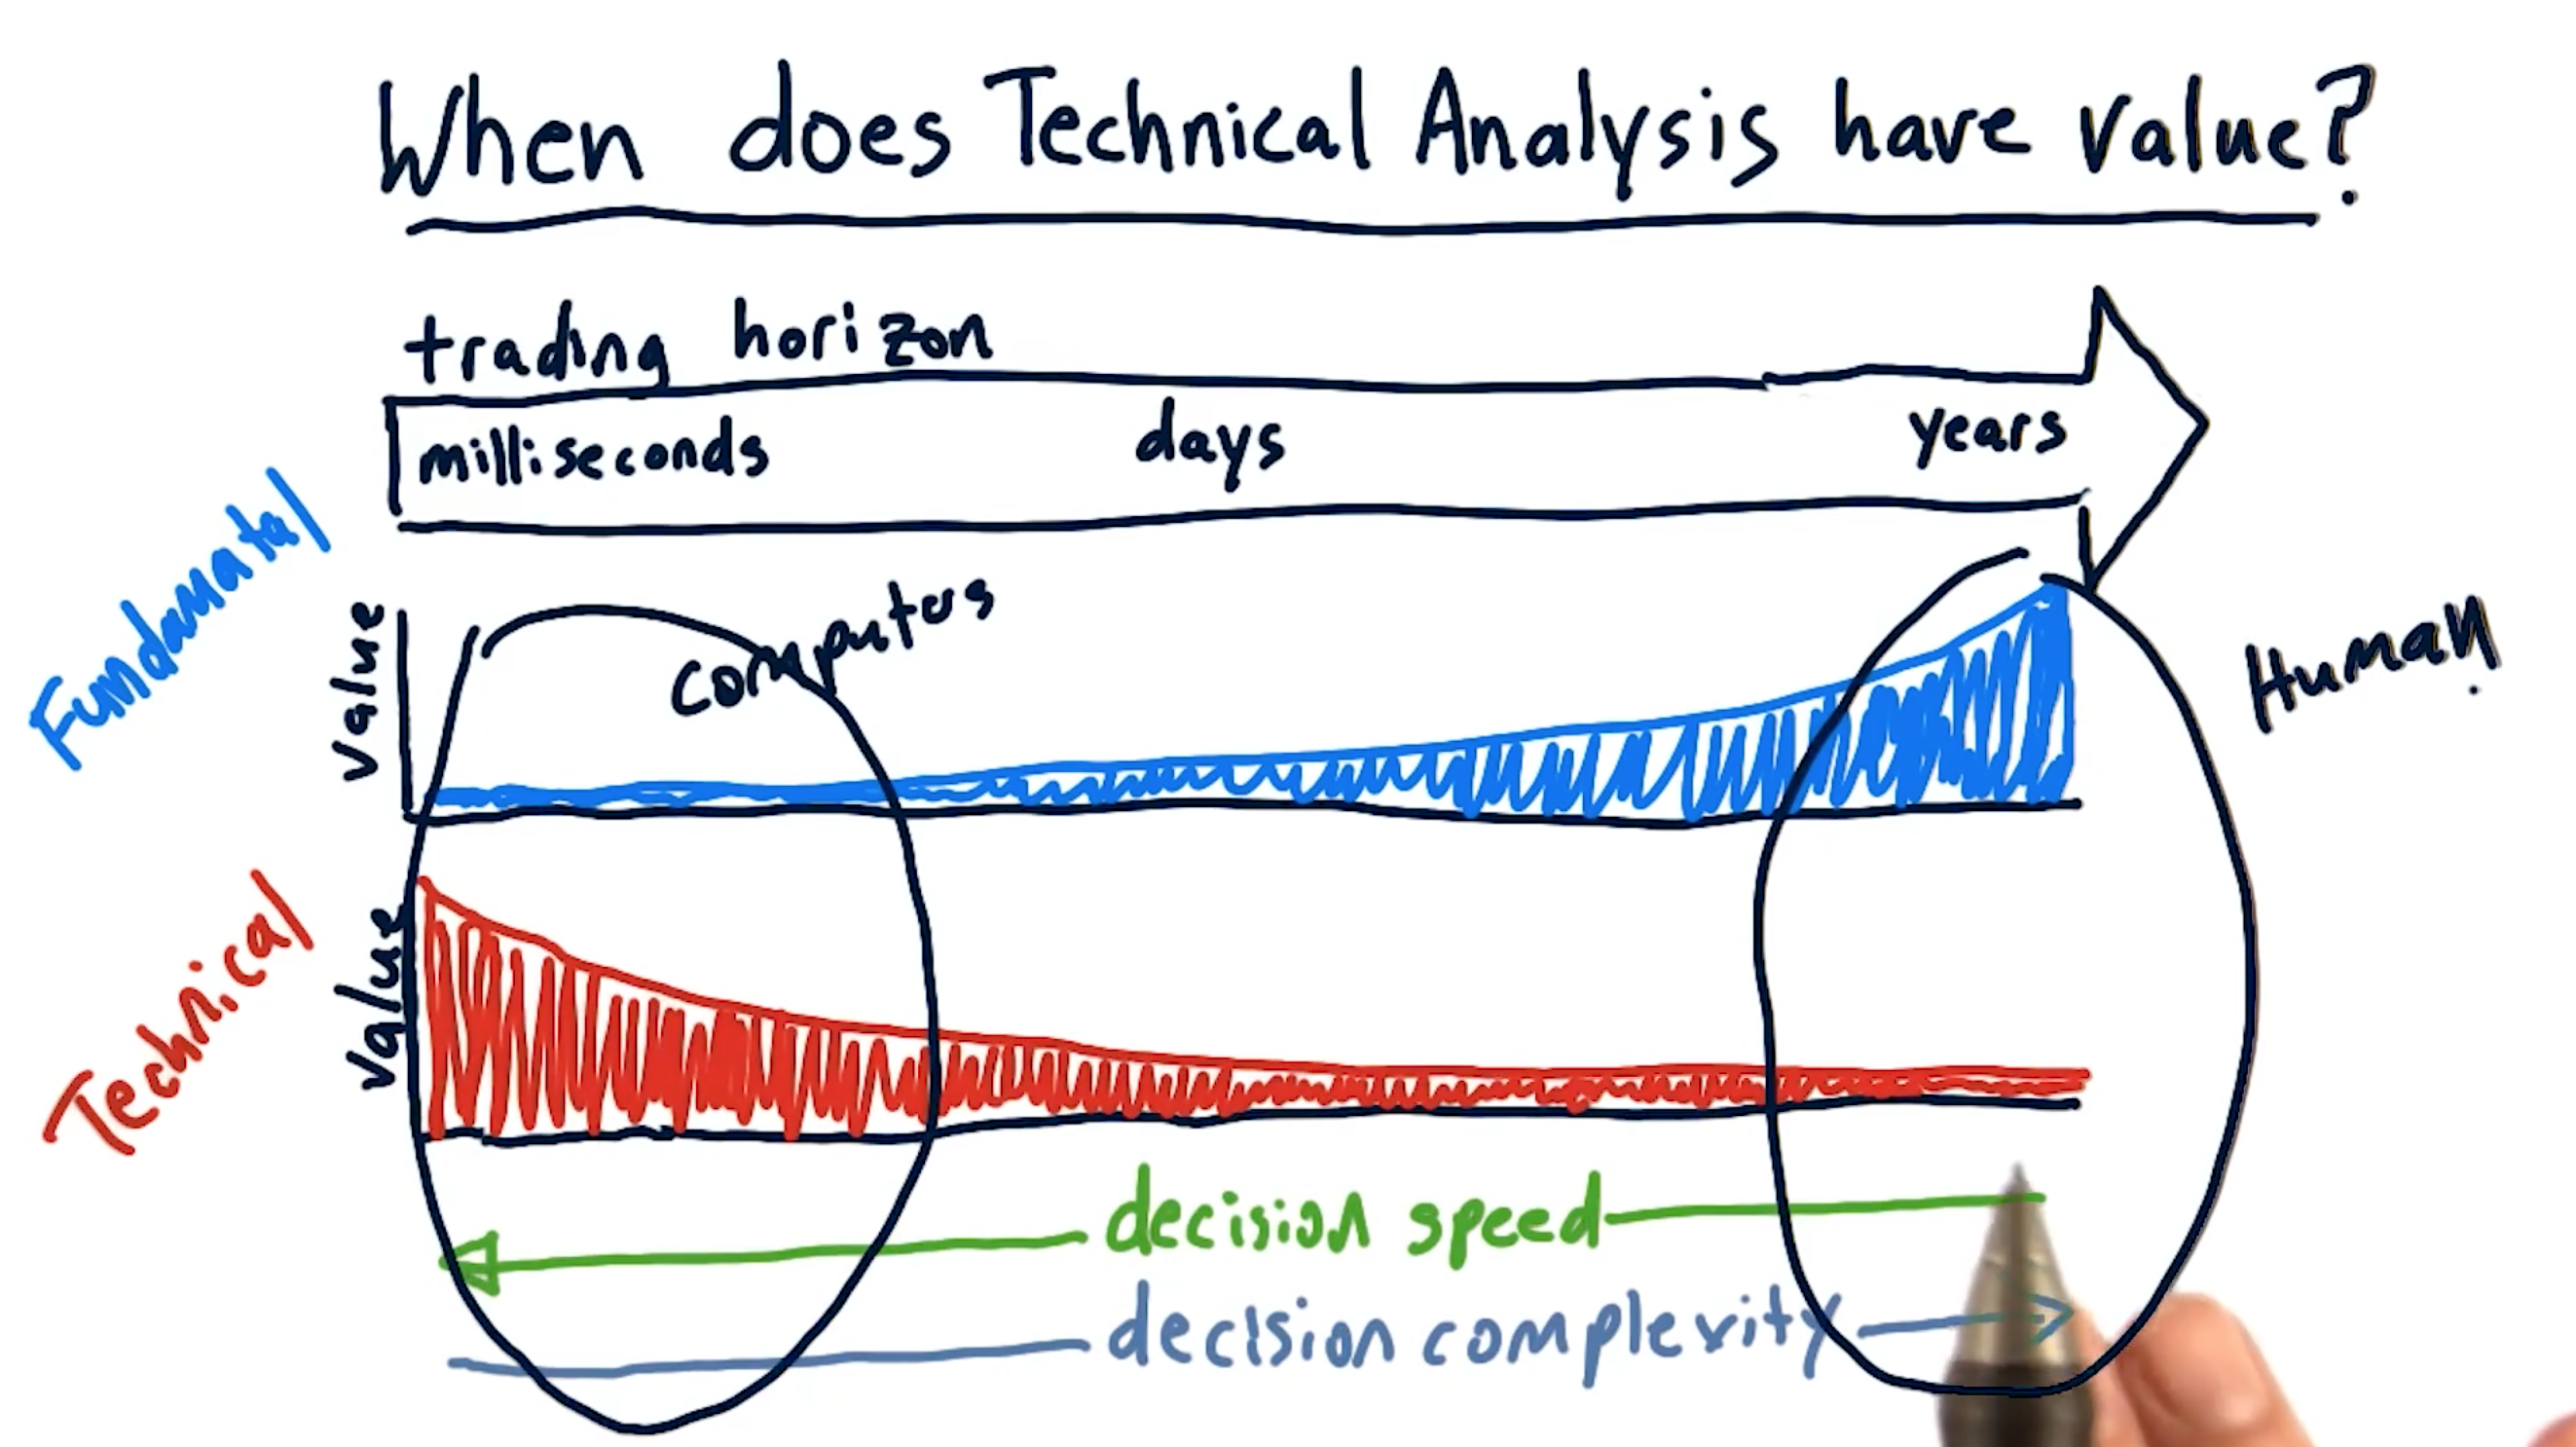 When does Technical Analysis have value?
trading horizon
milliseconds days years
Fundamatal
value
computers
Human
Technical
value
decision speed
decision complexity